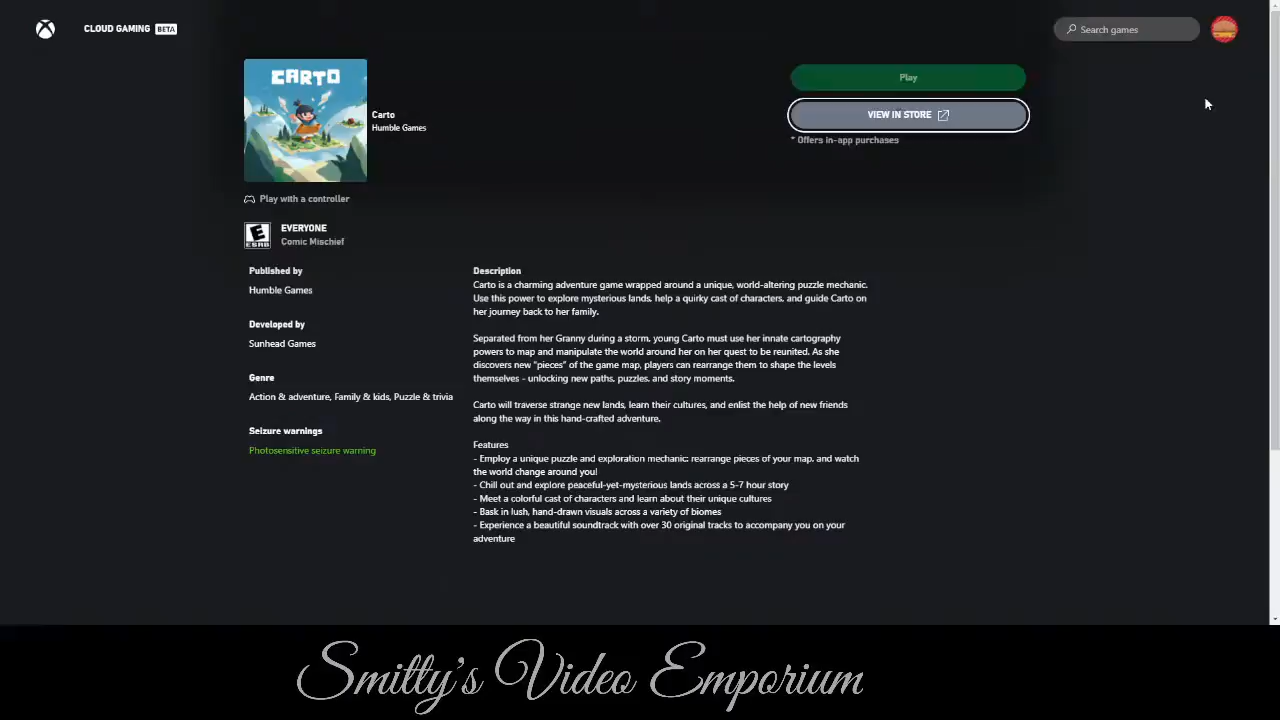 CLOUD GAMING BETA
Search games
CARTO
Carto
Humble Games
Play
VIEW IN STORE
* Offers in-app purchases
Play with a controller
E
ESRB
EVERYONE
Comic Mischief
Published by
Humble Games
Developed by
Sunhead Games
Genre
Action & adventure, Family & kids, Puzzle & trivia
Seizure warnings
Photosensitive seizure warning
Description
Carto is a charming adventure game wrapped around a unique, world-altering puzzle mechanic.
Use this power to explore mysterious lands, help a quirky cast of characters, and guide Carto on
her journey back to her family.
Separated from her Granny during a storm, young Carto must use her innate cartography
powers to map and manipulate the world around her on her quest to be reunited. As she
discovers new "pieces" of the game map, players can rearrange them to shape the levels
themselves - unlocking new paths, puzzles, and story moments.
Carto will traverse strange new lands, learn their cultures, and enlist the help of new friends
along the way in this hand-crafted adventure.
Features
- Employ a unique puzzle and exploration mechanic: rearrange pieces of your map, and watch
the world change around you!
- Chill out and explore peaceful-yet-mysterious lands across a 5-7 hour story
- Meet a colorful cast of characters and learn about their unique cultures
- Bask in lush, hand-drawn visuals across a variety of biomes
- Experience a beautiful soundtrack with over 30 original tracks to accompany you on your
adventure
Smitty's Video Emporium